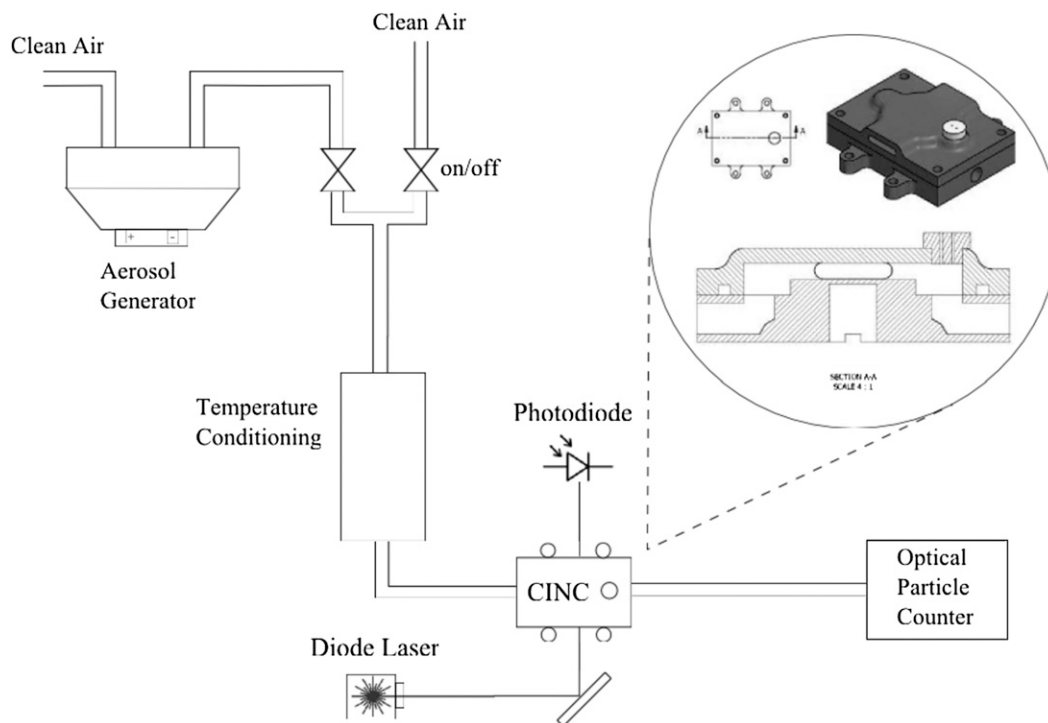 Clean Air
Clean Air
on/off
+ -
Aerosol
Generator
A A
SECTION A-A
SCALE 4 : 1
Temperature
Conditioning
Photodiode
CINC
Optical
Particle
Counter
Diode Laser